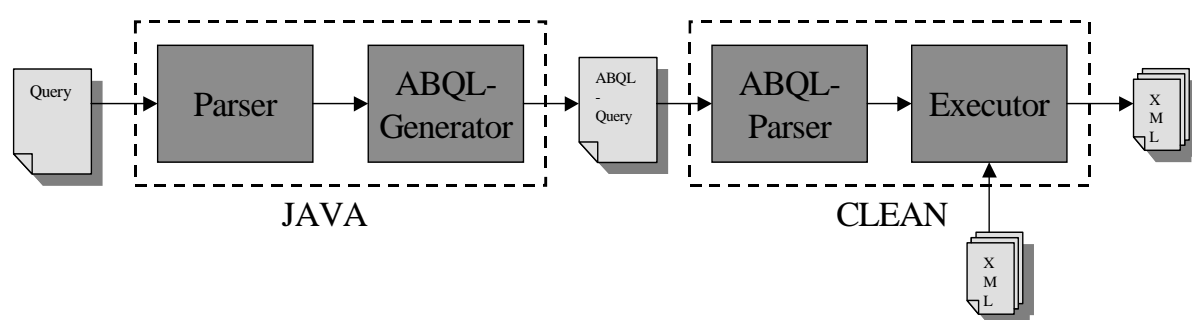 Query
Parser
ABQL-
Generator
JAVA
ABQL
-
Query
ABQL-
Parser
Executor
CLEAN
X
M
L
X
M
L